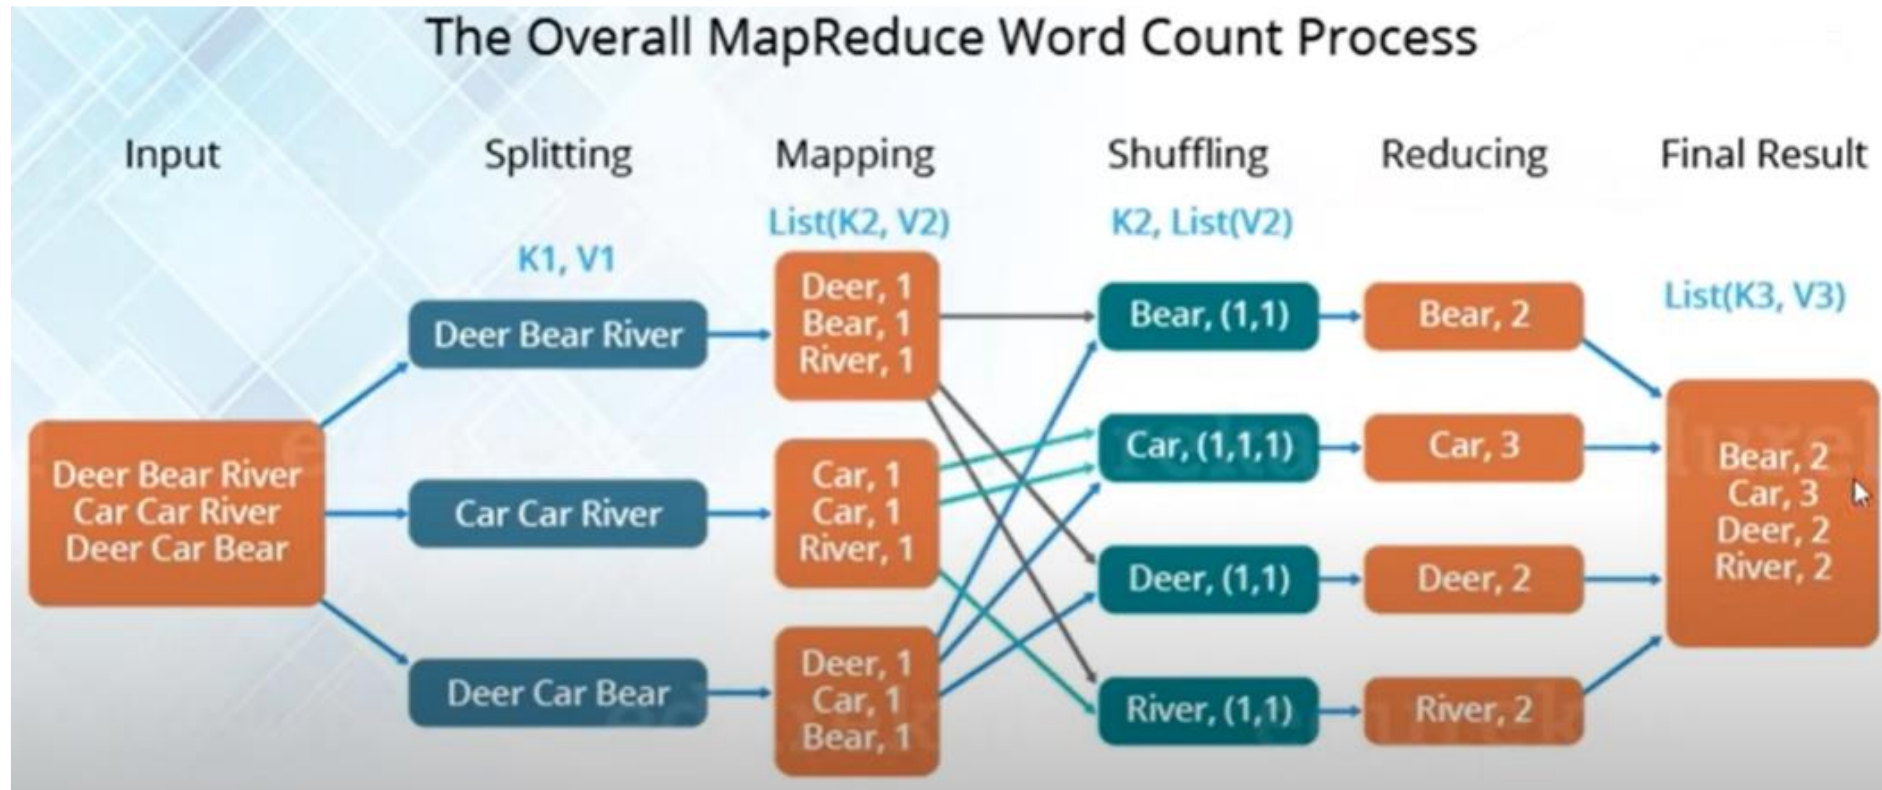 The Overall MapReduce Word Count Process
Input
Splitting
Mapping
Shuffling
Reducing
Final Result
K1, V1
List(K2, V2)
K2, List(V2)
List(K3, V3)
Deer Bear River
Car Car River
Deer Car Bear
Deer Bear River
Car Car River
Deer Car Bear
Deer, 1
Bear, 1
River, 1
Car, 1
Car, 1
River, 1
Deer, 1
Car, 1
Bear, 1
Bear, (1,1)
Car, (1,1,1)
Deer, (1,1)
River, (1,1)
Bear, 2
Car, 3
Deer, 2
River, 2
Bear, 2
Car, 3
Deer, 2
River, 2